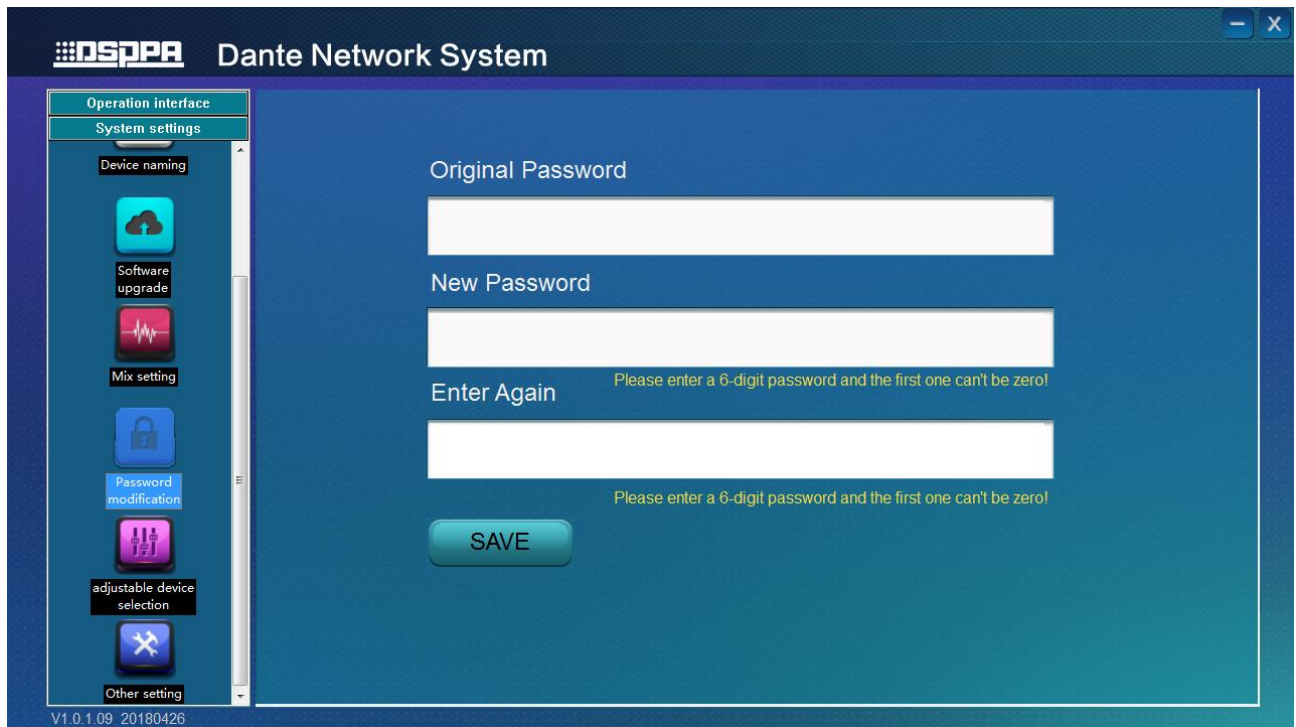 DSPPA Dante Network System
X
Operation interface
System settings
Device naming
Software
upgrade
Mix setting
Password
modification
adjustable device
selection
Other setting
Original Password
New Password
Please enter a 6-digit password and the first one can't be zero!
Enter Again
Please enter a 6-digit password and the first one can't be zero!
SAVE
V1.0.1.09 20180426